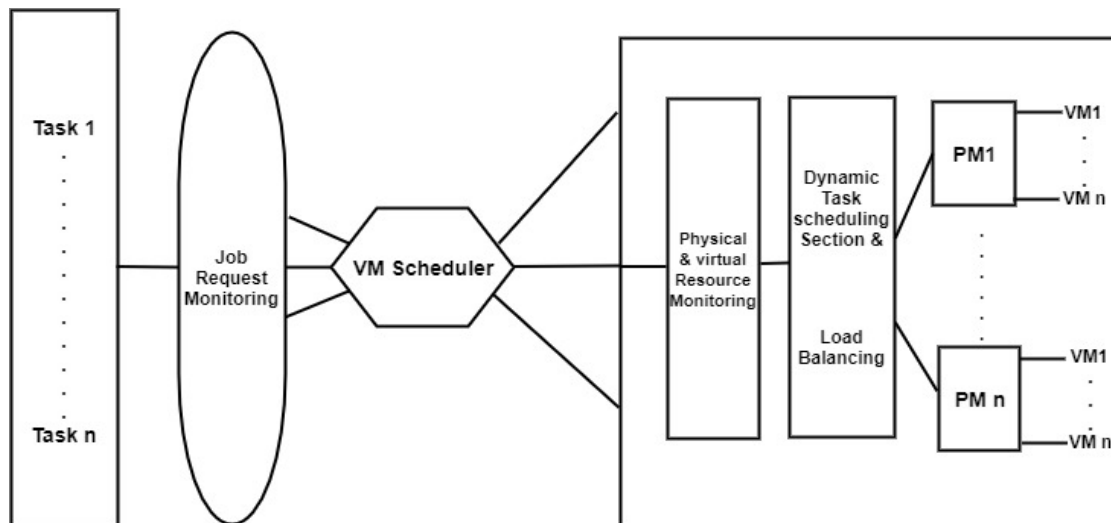 Task 1
Task n
Job
Request
Monitoring
VM Scheduler
Physical
& virtual
Resource
Monitoring
Dynamic
Task
scheduling
Section &
Load
Balancing
PM1
VM1
VM n
PM n
VM1
VM n